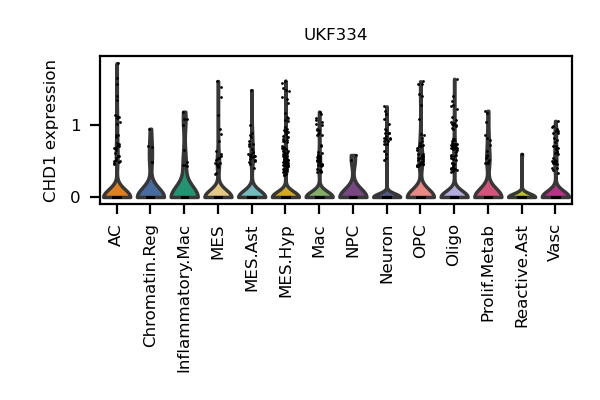 UKF334
CHD1 expression
1
0
AC
Chromatin.Reg
Inflammatory.Mac
MES
MES.Ast
MES.Hyp
Mac
NPC
Neuron
OPC
Oligo
Prolif.Metab
Reactive.Ast
Vasc